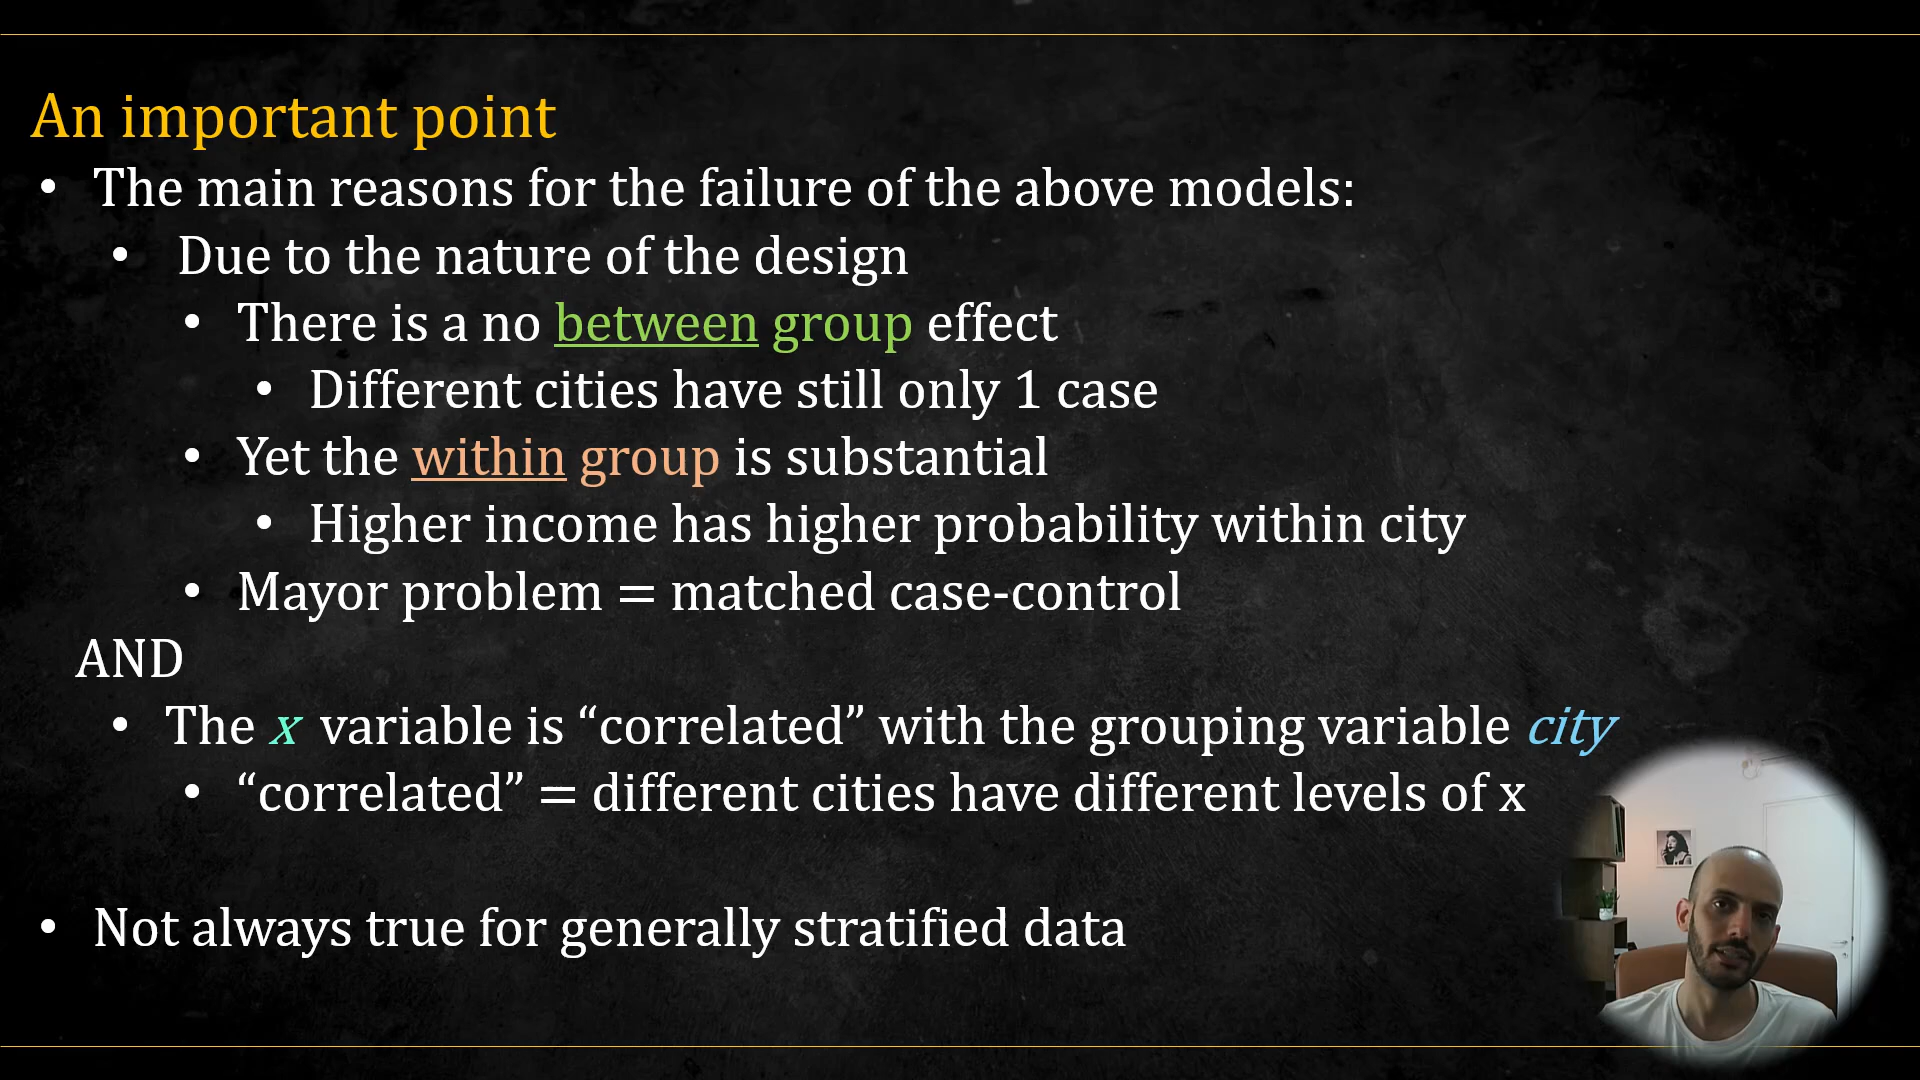 An important point
• The main reasons for the failure of the above models:
• Due to the nature of the design
• There is a no between group effect
• Different cities have still only 1 case
• Yet the within group is substantial
• Higher income has higher probability within city
• Mayor problem = matched case-control
AND
• The x variable is “correlated” with the grouping variable city
• “correlated” = different cities have different levels of x
• Not always true for generally stratified data